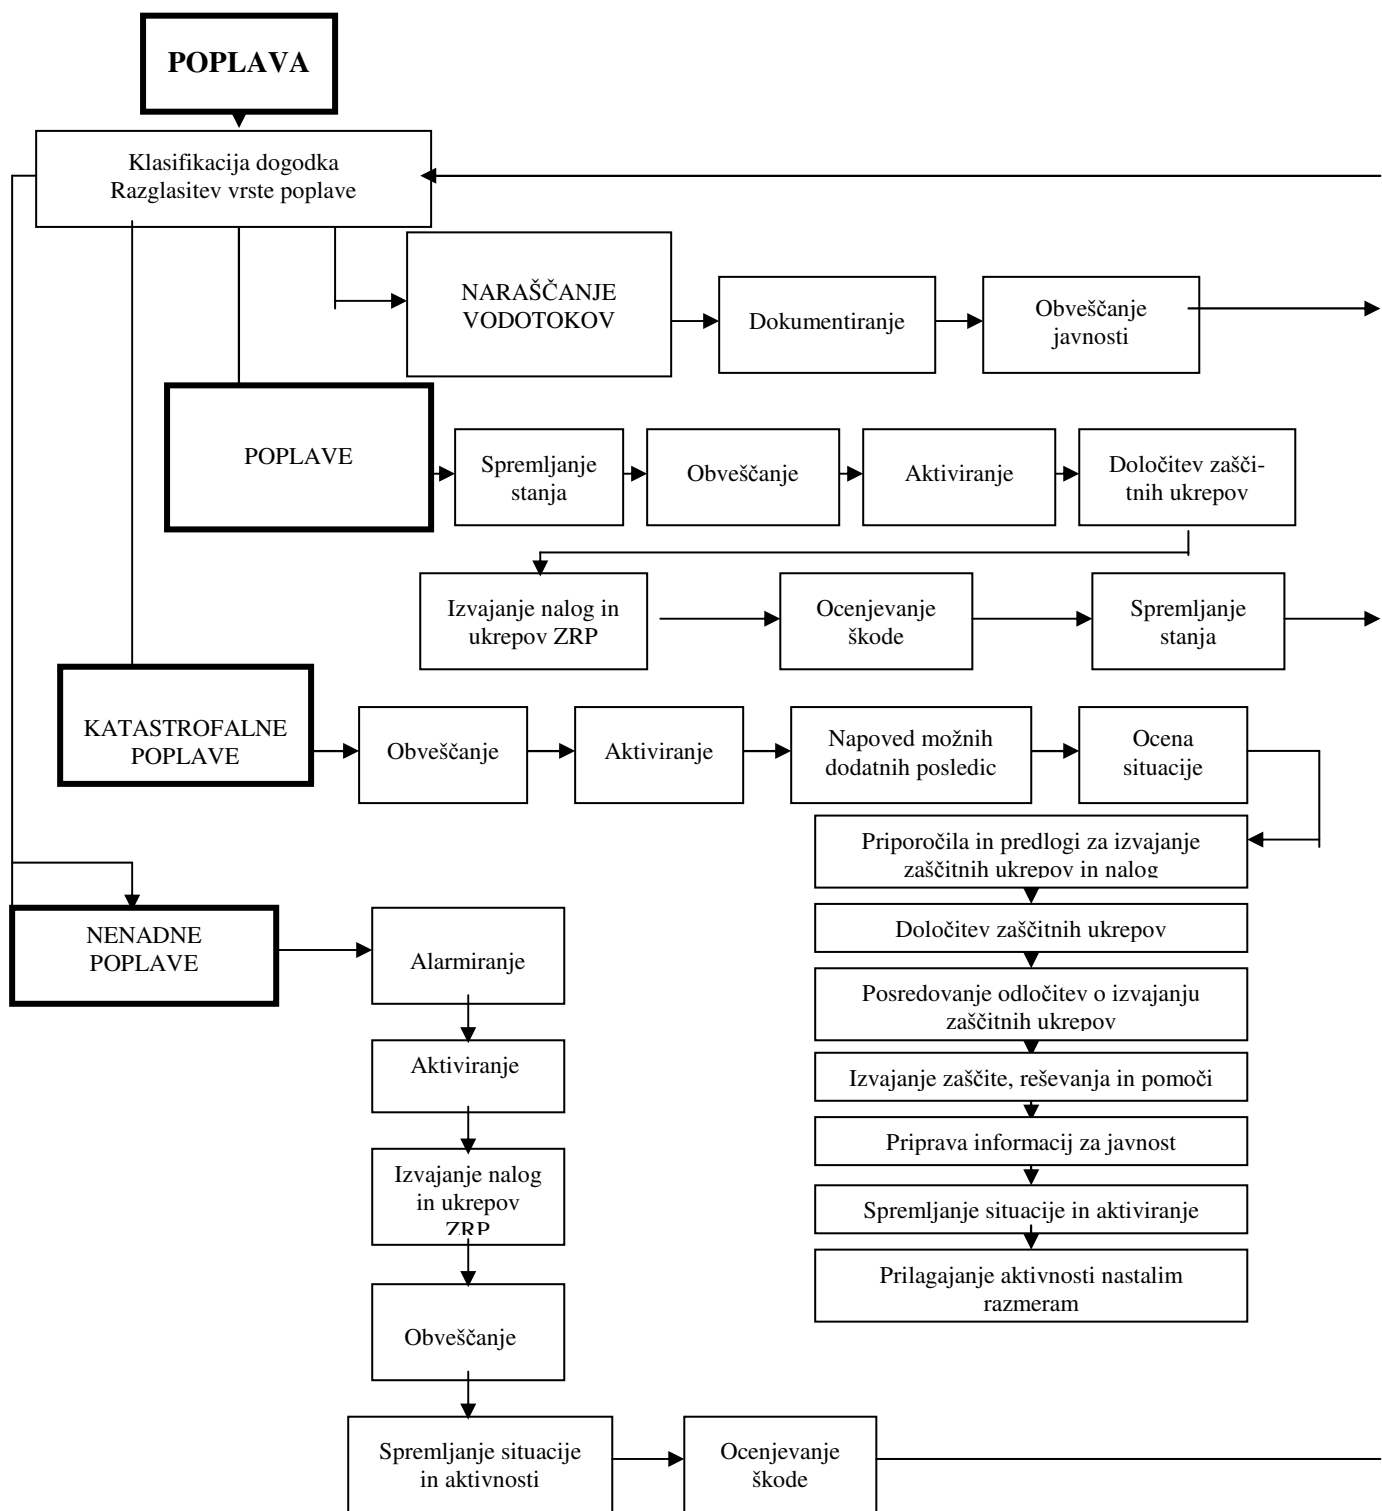 POPLAVA
Klasifikacija dogodka
Razglasitev vrste poplave
NARAŠČANJE
VODOTOKOV
Dokumentiranje
Obveščanje
javnosti
POPLAVE
Spremljanje
stanja
Obveščanje
Aktiviranje
Določitev zašči-
tnih ukrepov
Izvajanje nalog in
ukrepov ZRP
Ocenjevanje
škode
Spremljanje
stanja
KATASTROFALNE
POPLAVE
Obveščanje
Aktiviranje
Napoved možnih
dodatnih posledic
Ocena
situacije
Priporočila in predlogi za izvajanje
zaščitnih ukrepov in nalog
Določitev zaščitnih ukrepov
Posredovanje odločitev o izvajanju
zaščitnih ukrepov
Izvajanje zaščite, reševanja in pomoči
Priprava informacij za javnost
Spremljanje situacije in aktiviranje
Prilagajanje aktivnosti nastalim
razmeram
NENADNE
POPLAVE
Alarmiranje
Aktiviranje
Izvajanje nalog
in ukrepov
ZRP
Obveščanje
Spremljanje situacije
in aktivnosti
Ocenjevanje
škode